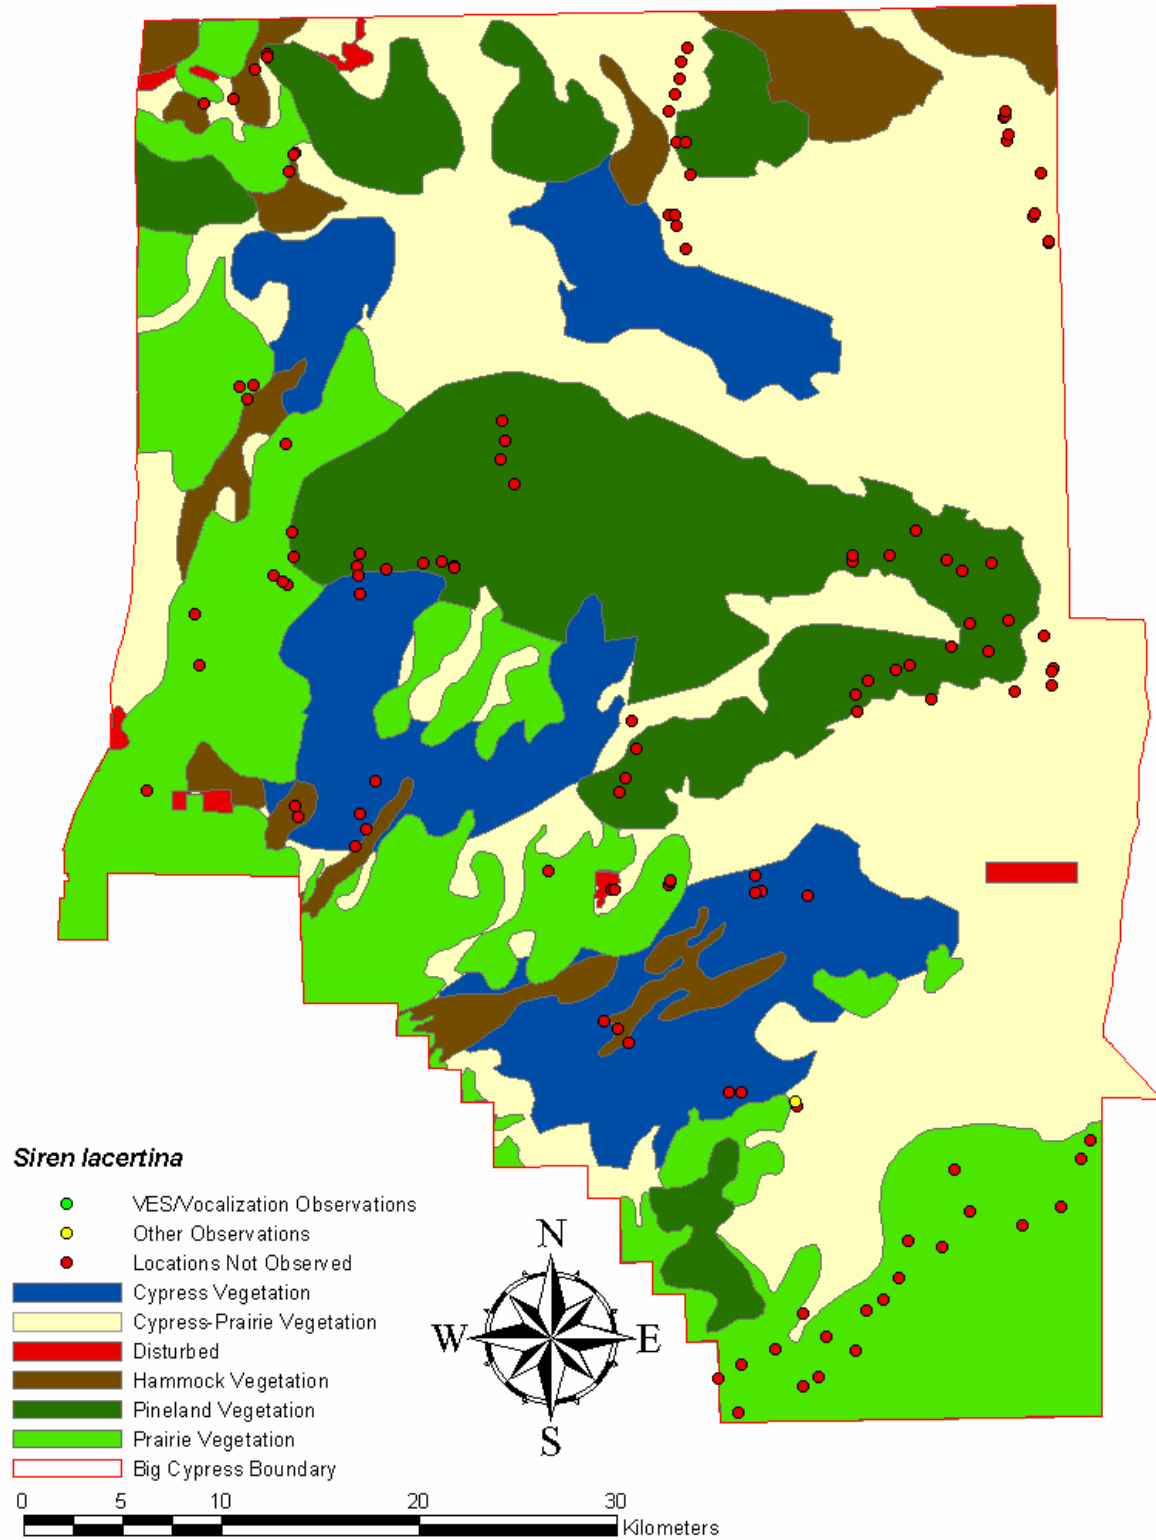 Siren lacertina
VES/Vocalization Observations
Other Observations
Locations Not Observed
Cypress Vegetation
Cypress-Prairie Vegetation
Disturbed
Hammock Vegetation
Pineland Vegetation
Prairie Vegetation
Big Cypress Boundary
N
W E
S
0 5 10 20 30
Kilometers